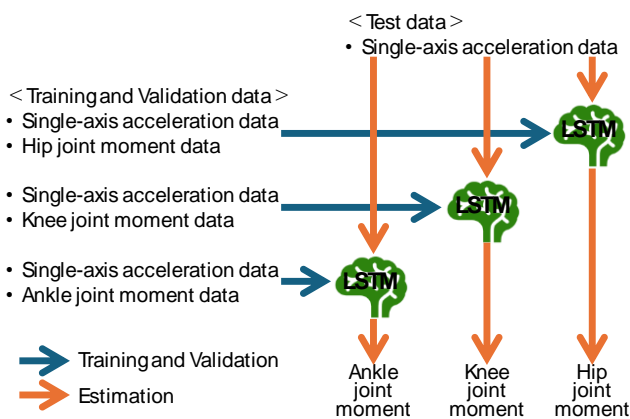 ＜Test data＞
• Single-axis acceleration data
＜Training and Validation data＞
• Single-axis acceleration data
• Hip joint moment data
LSTM
• Single-axis acceleration data
• Knee joint moment data
LSTM
• Single-axis acceleration data
• Ankle joint moment data
LSTM
Training and Validation
Estimation
Ankle
joint
moment
Knee
joint
moment
Hip
joint
moment